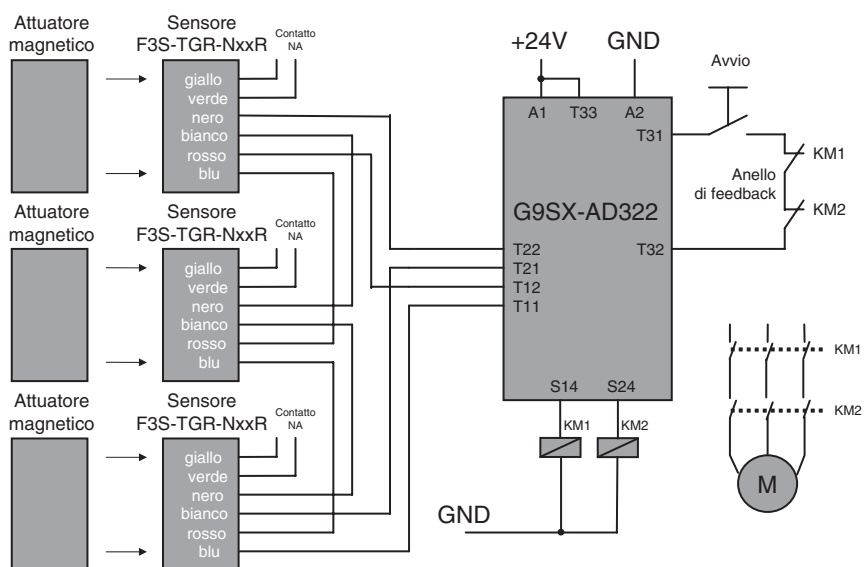 Attuatore
magnetico
Sensore
F3S-TGR-NxxR
Contatto
NA
giallo
verde
nero
bianco
rosso
blu
Attuatore
magnetico
Sensore
F3S-TGR-NxxR
Contatto
NA
giallo
verde
nero
bianco
rosso
blu
Attuatore
magnetico
Sensore
F3S-TGR-NxxR
Contatto
NA
giallo
verde
nero
bianco
rosso
blu
+24V
GND
A1
T33
A2
T31
G9SX-AD322
T22
T21
T12
T11
T32
S14
S24
KM1
KM2
GND
Avvio
KM1
Anello
di feedback
KM2
KM1
KM2
M